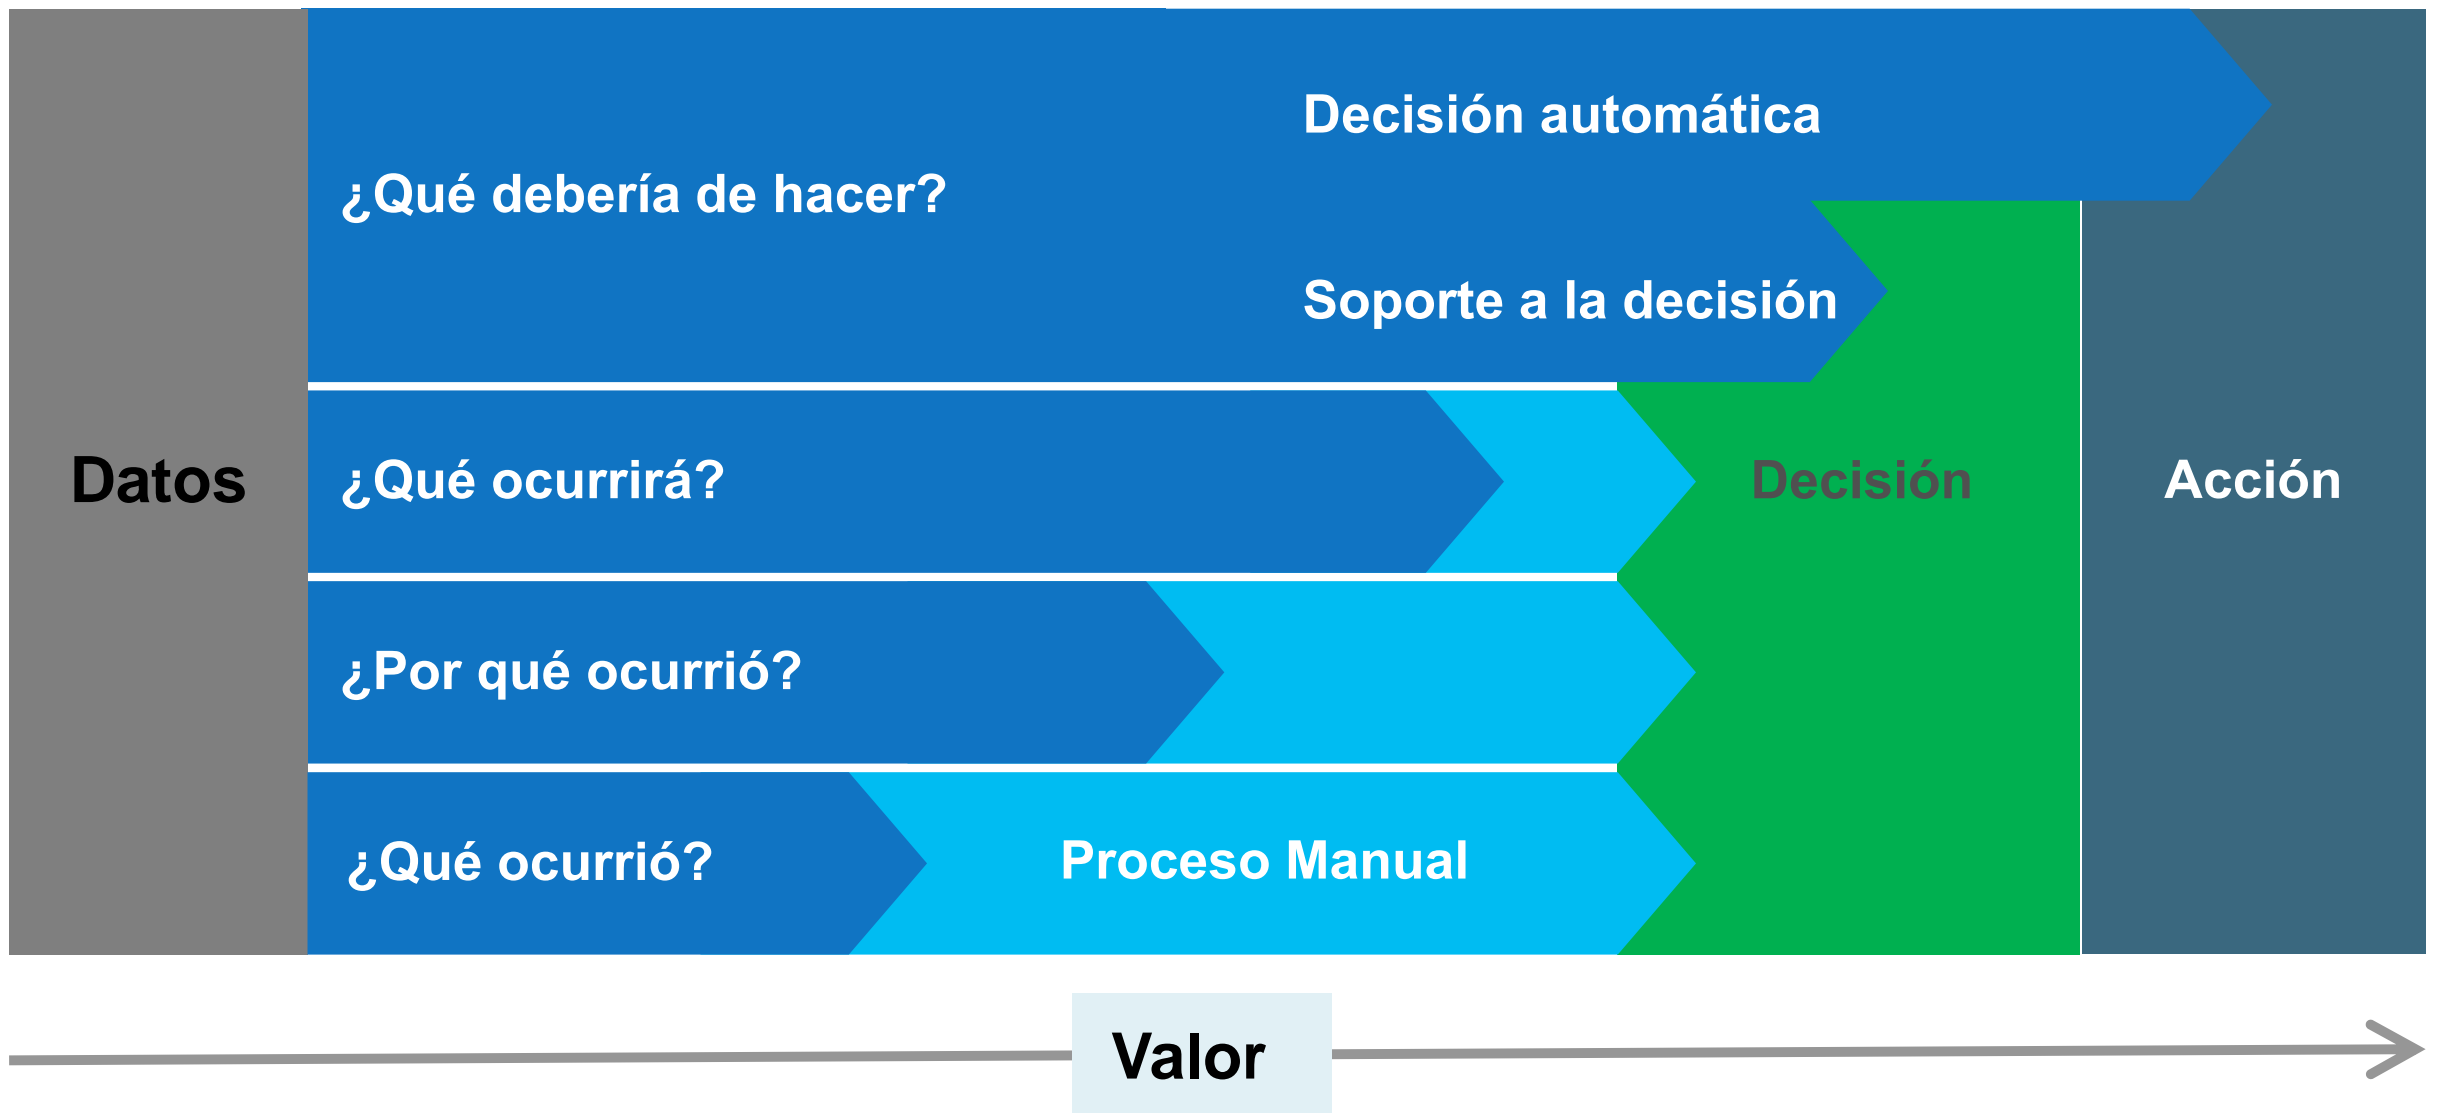 Decisión automática
¿Qué debería de hacer?
Soporte a la decisión
Datos
¿Qué ocurrirá?
Decisión
Acción
¿Por qué ocurrió?
¿Qué ocurrió?
Proceso Manual
Valor